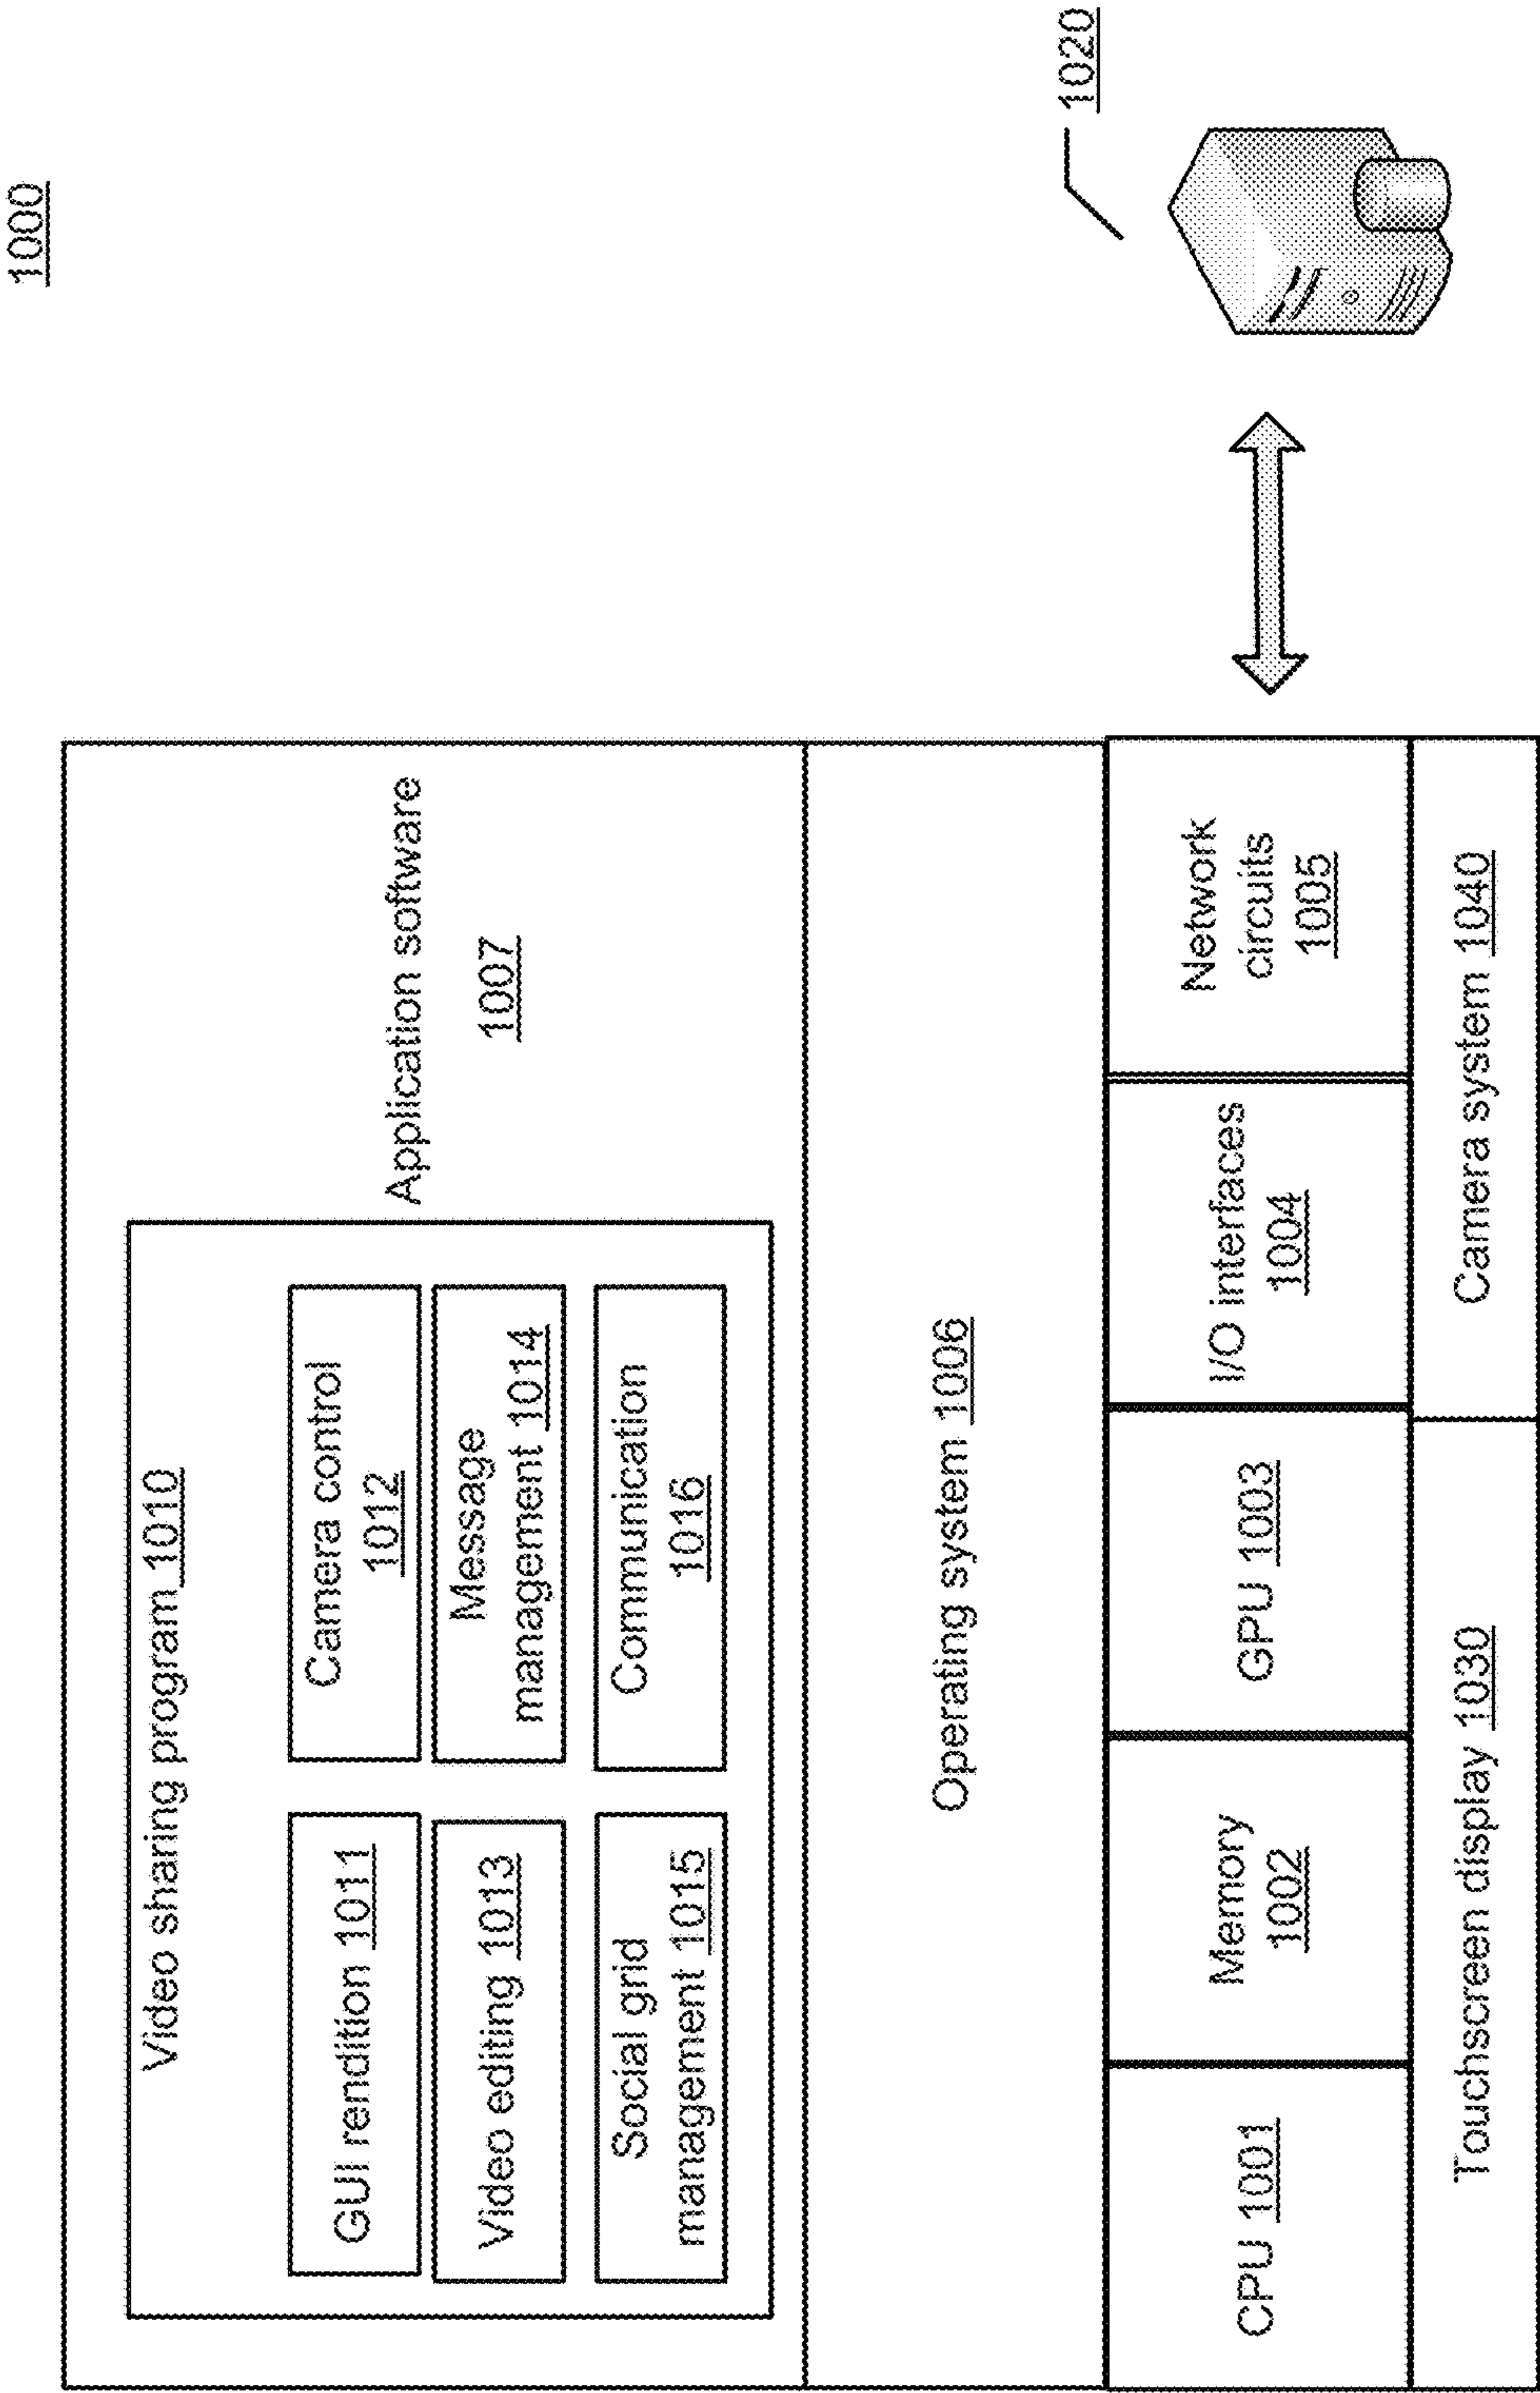 1000
Video sharing program 1010
GUI rendition 1011
Camera control
1012
Video editing 1013
Message
management 1014
Social grid
management 1015
Communication
1016
Application software
1007
Operating system 1006
CPU 1001
Memory
1002
GPU 1003
I/O interfaces
1004
Network
circuits
1005
Touchscreen display 1030
Camera system 1040
1020